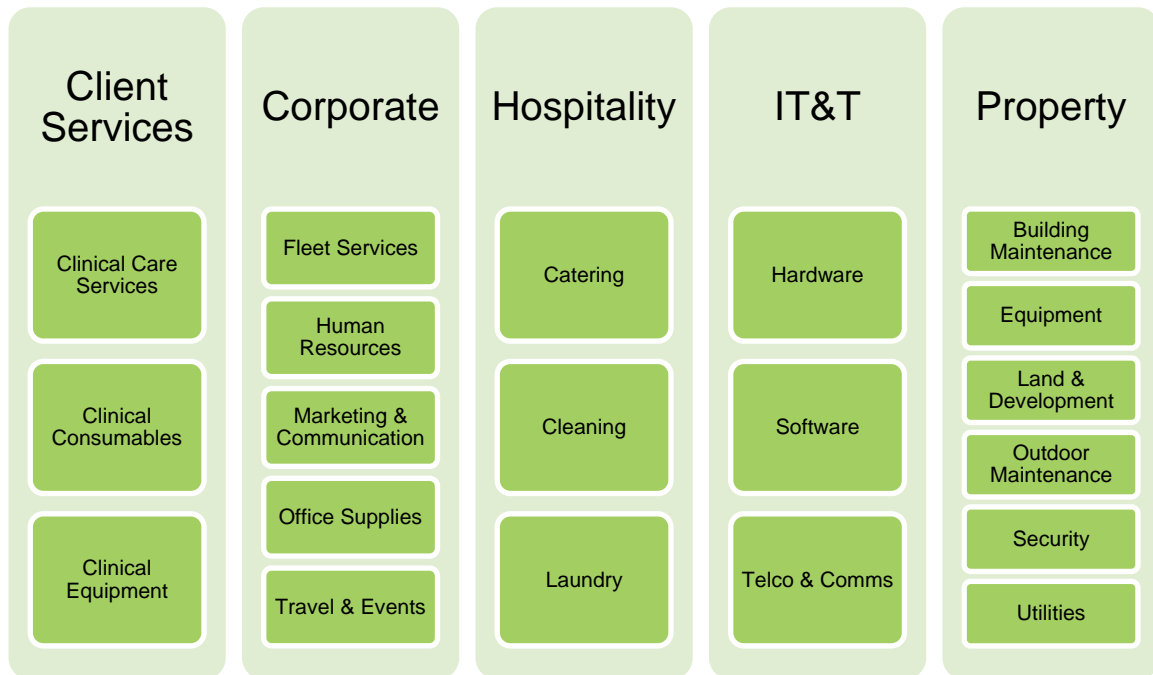 Client
Services
Clinical Care
Services
Clinical
Consumables
Clinical
Equipment
Corporate
Fleet Services
Human
Resources
Marketing &
Communication
Office Supplies
Travel & Events
Hospitality
Catering
Cleaning
Laundry
IT&T
Hardware
Software
Telco & Comms
Property
Building
Maintenance
Equipment
Land &
Development
Outdoor
Maintenance
Security
Utilities